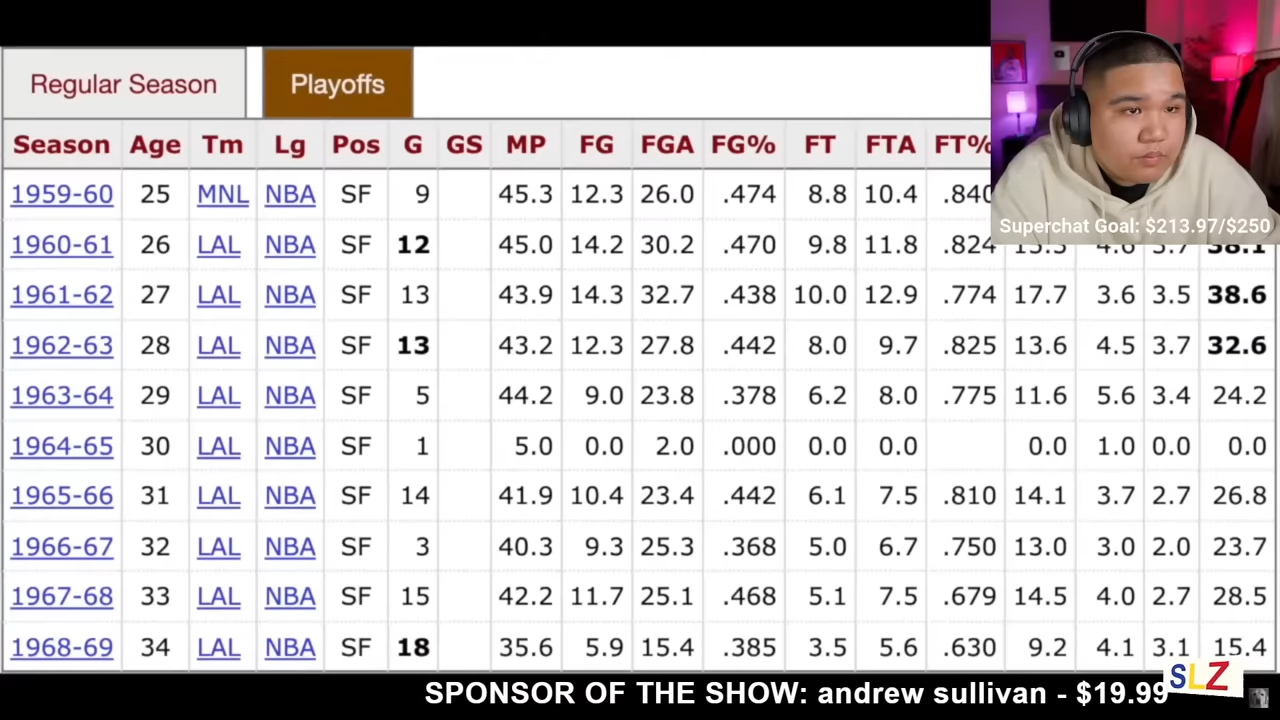 Regular Season Playoffs
Season Age Tm Lg Pos G GS MP FG FGA FG% FT FTA FT%
1959-60 25 MNL NBA SF 9 45.3 12.3 26.0 .474 8.8 10.4 .840
Superchat Goal: $213.97/$250
1960-61 26 LAL NBA SF 12 45.0 14.2 30.2 .470 9.8 11.8 .824 15.3 4.6 3.7 38.1
1961-62 27 LAL NBA SF 13 43.9 14.3 32.7 .438 10.0 12.9 .774 17.7 3.6 3.5 38.6
1962-63 28 LAL NBA SF 13 43.2 12.3 27.8 .442 8.0 9.7 .825 13.6 4.5 3.7 32.6
1963-64 29 LAL NBA SF 5 44.2 9.0 23.8 .378 6.2 8.0 .775 11.6 5.6 3.4 24.2
1964-65 30 LAL NBA SF 1 5.0 0.0 2.0 .000 0.0 0.0 0.0 1.0 0.0 0.0
1965-66 31 LAL NBA SF 14 41.9 10.4 23.4 .442 6.1 7.5 .810 14.1 3.7 2.7 26.8
1966-67 32 LAL NBA SF 3 40.3 9.3 25.3 .368 5.0 6.7 .750 13.0 3.0 2.0 23.7
1967-68 33 LAL NBA SF 15 42.2 11.7 25.1 .468 5.1 7.5 .679 14.5 4.0 2.7 28.5
1968-69 34 LAL NBA SF 18 35.6 5.9 15.4 .385 3.5 5.6 .630 9.2 4.1 3.1 15.4
SPONSOR OF THE SHOW: andrew sullivan - $19.99
SLZ